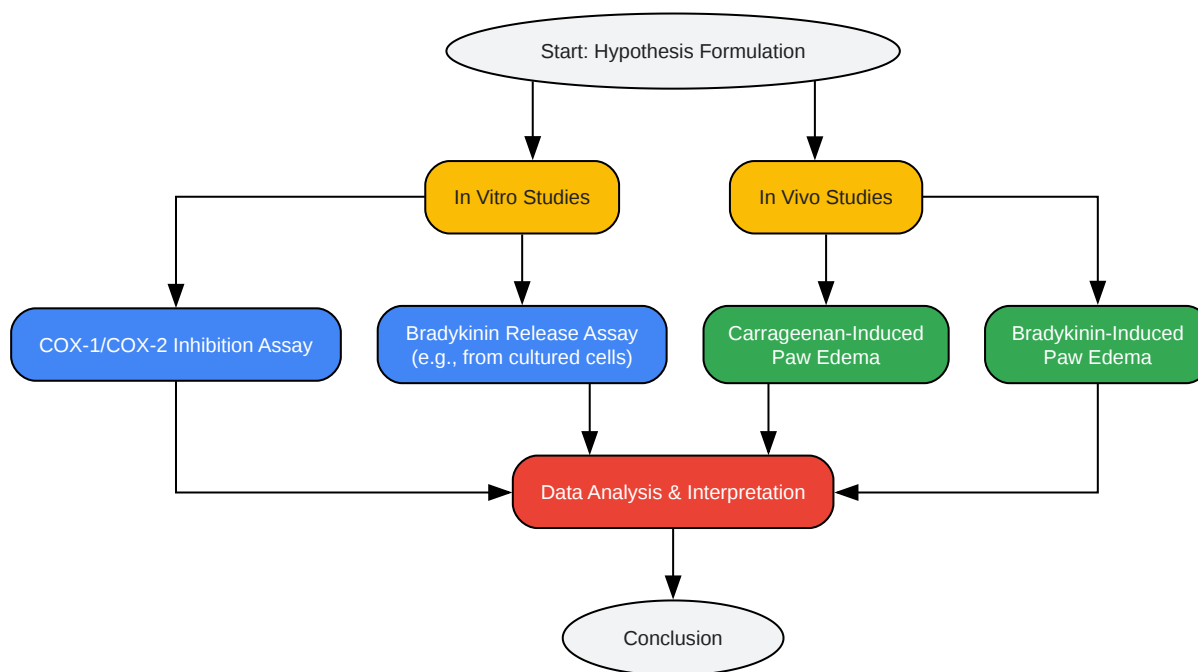 Start: Hypothesis Formulation
In Vitro Studies
In Vivo Studies
COX-1/COX-2 Inhibition Assay
Bradykinin Release Assay
(e.g., from cultured cells)
Carrageenan-Induced
Paw Edema
Bradykinin-Induced
Paw Edema
Data Analysis & Interpretation
Conclusion